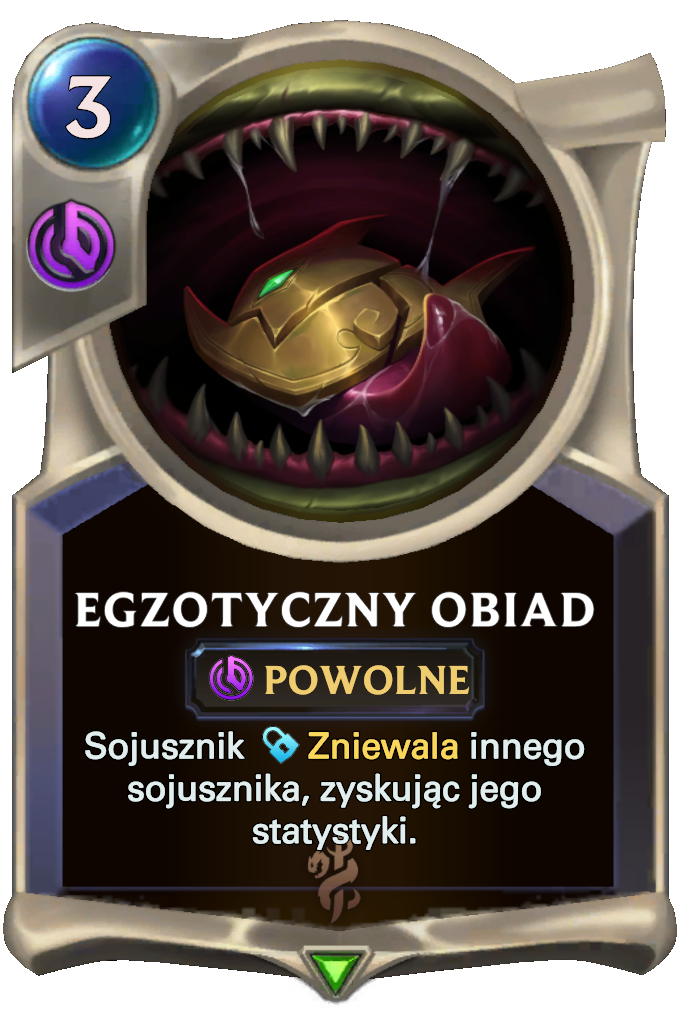 3
EGZOTYCZNY OBIAD
POWOLNE
Sojusznik Zniewala innego
sojusznika, zyskując jego
statystyki.